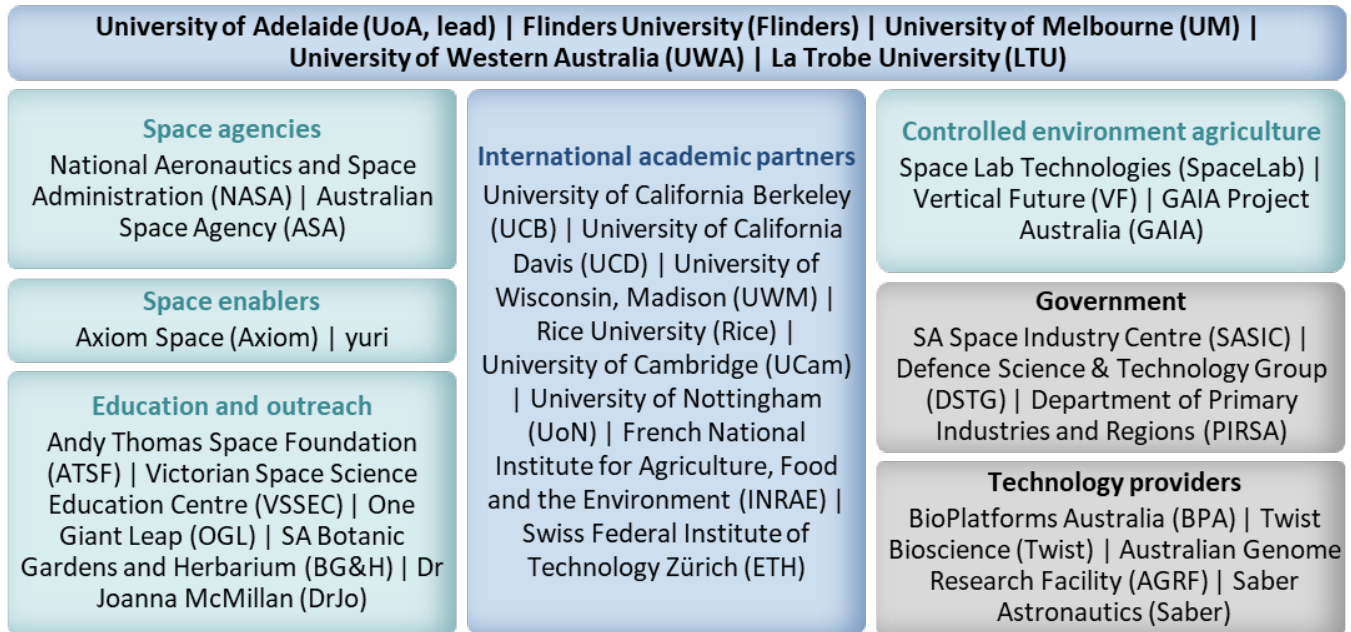 University of Adelaide (UoA, lead) | Flinders University (Flinders) | University of Melbourne (UM) |
University of Western Australia (UWA) | La Trobe University (LTU)
Space agencies
National Aeronautics and Space
Administration (NASA) | Australian
Space Agency (ASA)
Space enablers
Axiom Space (Axiom) | yuri
Education and outreach
Andy Thomas Space Foundation
(ATSF) | Victorian Space Science
Education Centre (VSSEC) | One
Giant Leap (OGL) | SA Botanic
Gardens and Herbarium (BG&H) | Dr
Joanna McMillan (DrJo)
International academic partners
University of California Berkeley
(UCB) | University of California
Davis (UCD) | University of
Wisconsin, Madison (UWM) |
Rice University (Rice) |
University of Cambridge (UCam)
| University of Nottingham
(UoN) | French National
Institute for Agriculture, Food
and the Environment (INRAE) |
Swiss Federal Institute of
Technology Zürich (ETH)
Controlled environment agriculture
Space Lab Technologies (SpaceLab) |
Vertical Future (VF) | GAIA Project
Australia (GAIA)
Government
SA Space Industry Centre (SASIC) |
Defence Science & Technology Group
(DSTG) | Department of Primary
Industries and Regions (PIRSA)
Technology providers
BioPlatforms Australia (BPA) | Twist
Bioscience (Twist) | Australian Genome
Research Facility (AGRF) | Saber
Astronautics (Saber)